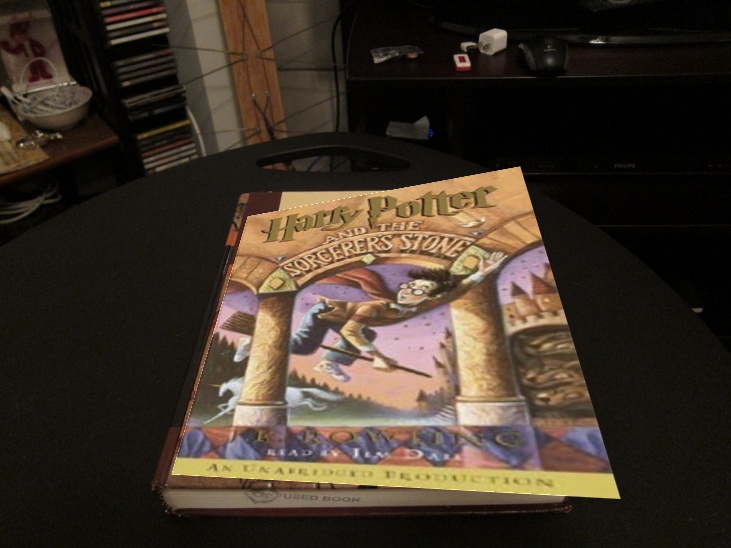 Harry Potter
AND THE
SORCERER'S STONE
J.K. ROWLING
READ BY JIM DALE
AN UNABRIDGED PRODUCTION
USED BOOK